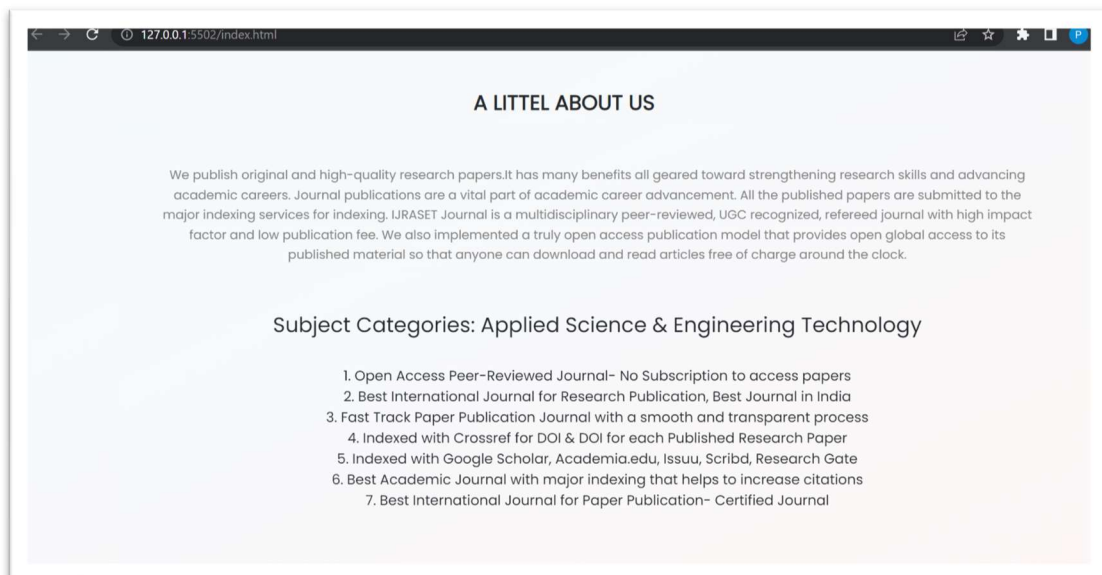 127.0.0.1:5502/index.html
P
A LITTEL ABOUT US
We publish original and high-quality research papers.It has many benefits all geared toward strengthening research skills and advancing
academic careers. Journal publications are a vital part of academic career advancement. All the published papers are submitted to the
major indexing services for indexing. IJRASET Journal is a multidisciplinary peer-reviewed, UGC recognized, refereed journal with high impact
factor and low publication fee. We also implemented a truly open access publication model that provides open global access to its
published material so that anyone can download and read articles free of charge around the clock.
Subject Categories: Applied Science & Engineering Technology
1. Open Access Peer-Reviewed Journal- No Subscription to access papers
2. Best International Journal for Research Publication, Best Journal in India
3. Fast Track Paper Publication Journal with a smooth and transparent process
4. Indexed with Crossref for DOI & DOI for each Published Research Paper
5. Indexed with Google Scholar, Academia.edu, Issuu, Scribd, Research Gate
6. Best Academic Journal with major indexing that helps to increase citations
7. Best International Journal for Paper Publication- Certified Journal